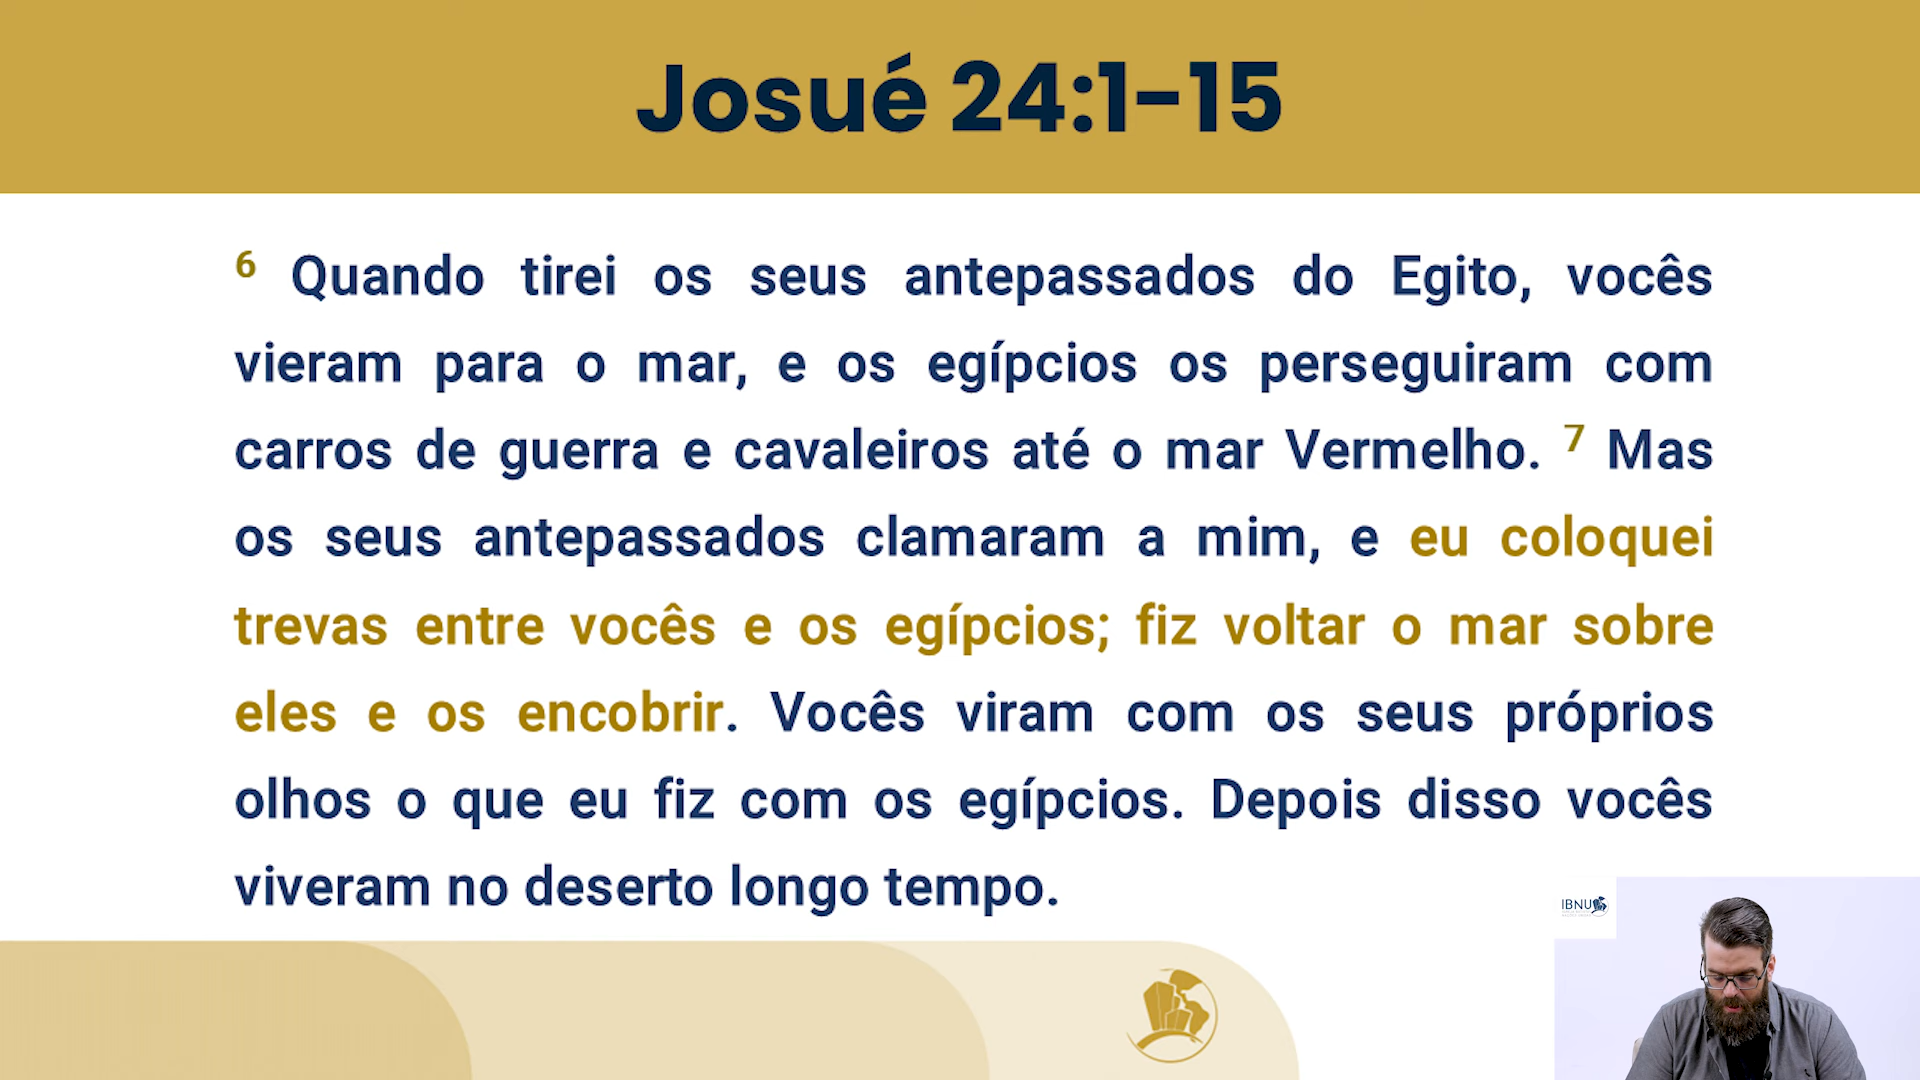 Josué 24:1-15
6 Quando tirei os seus antepassados do Egito, vocês
vieram para o mar, e os egípcios os perseguiram com
carros de guerra e cavaleiros até o mar Vermelho. 7 Mas
os seus antepassados clamaram a mim, e eu coloquei
trevas entre vocês e os egípcios; fiz voltar o mar sobre
eles e os encobrir. Vocês viram com os seus próprios
olhos o que eu fiz com os egípcios. Depois disso vocês
viveram no deserto longo tempo.
IBNU